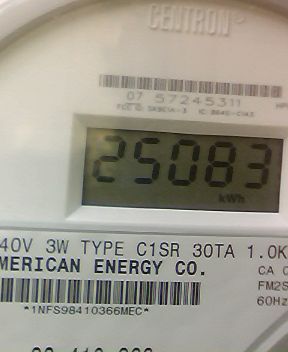 CENTRON®
07 57245311
25083
kWh
40V 3W TYPE C1SR 30TA 1.0K
MERICAN ENERGY CO.
CA
FM2S
60Hz
*1NFS98410366MEC*